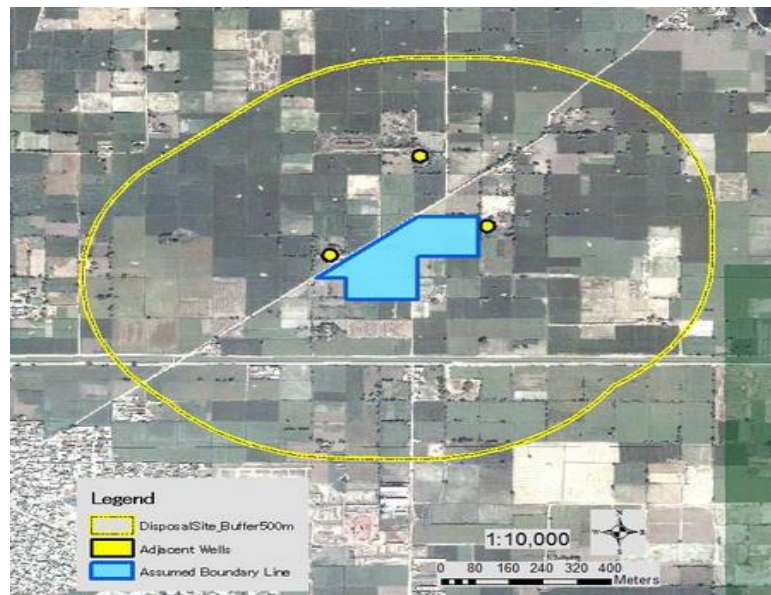 Legend
DisposalSite_Buffer500m
Adjacent Wells
Assumed Boundary Line
1:10,000
N
W E
S
0 80 160 240 320 400
Meters